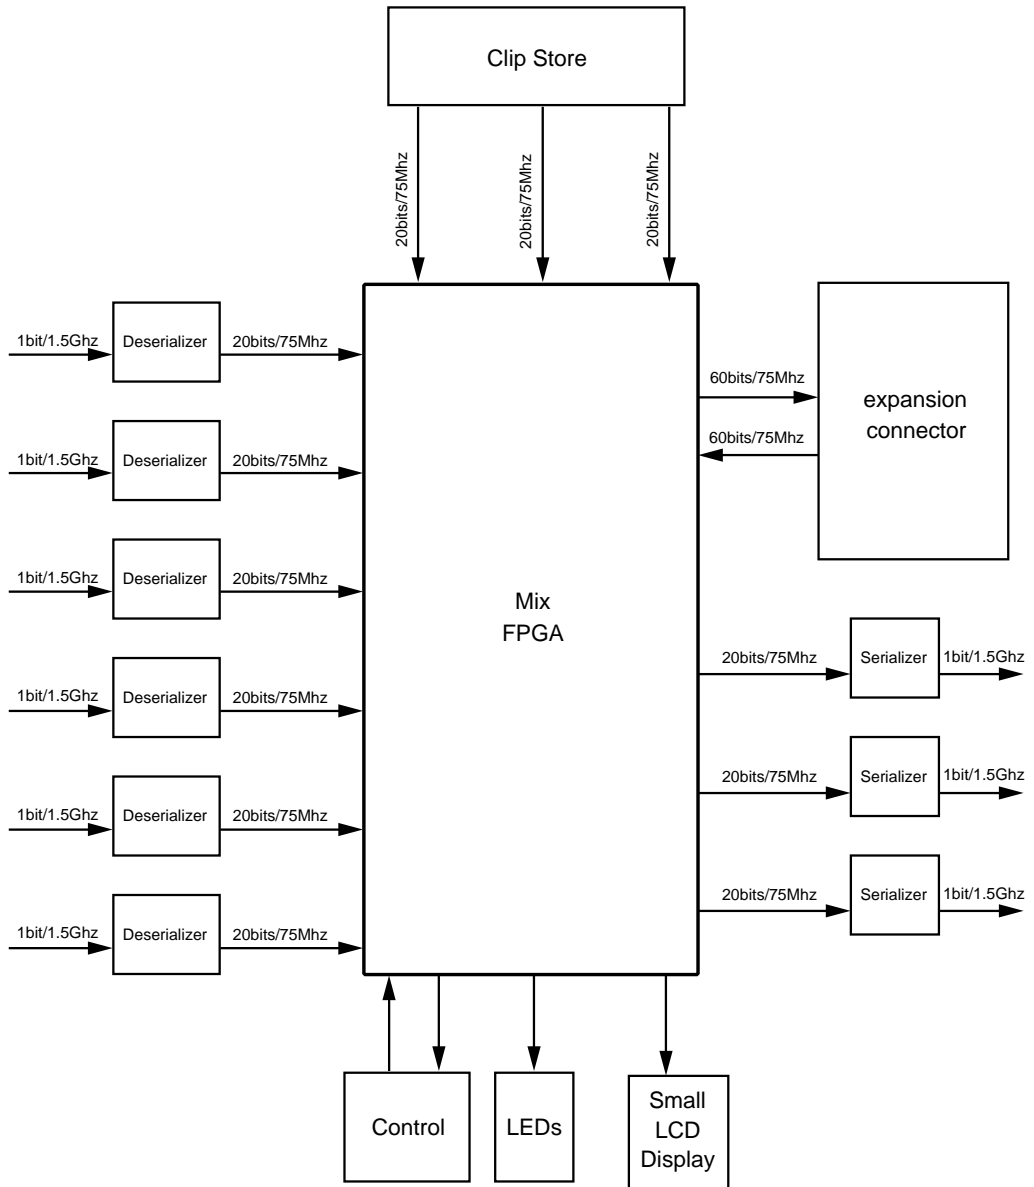 Clip Store
20bits/75Mhz
20bits/75Mhz
20bits/75Mhz
1bit/1.5Ghz
Deserializer
20bits/75Mhz
1bit/1.5Ghz
Deserializer
20bits/75Mhz
1bit/1.5Ghz
Deserializer
20bits/75Mhz
1bit/1.5Ghz
Deserializer
20bits/75Mhz
1bit/1.5Ghz
Deserializer
20bits/75Mhz
1bit/1.5Ghz
Deserializer
20bits/75Mhz
Mix
FPGA
60bits/75Mhz
60bits/75Mhz
expansion
connector
20bits/75Mhz
Serializer
1bit/1.5Ghz
20bits/75Mhz
Serializer
1bit/1.5Ghz
20bits/75Mhz
Serializer
1bit/1.5Ghz
Control
LEDs
Small
LCD
Display